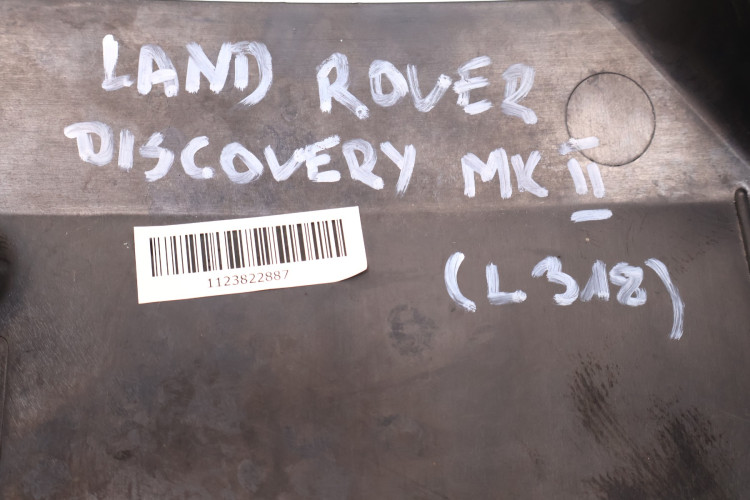 LAND ROVER
DISCOVERY MK II
(L318)
1123822887